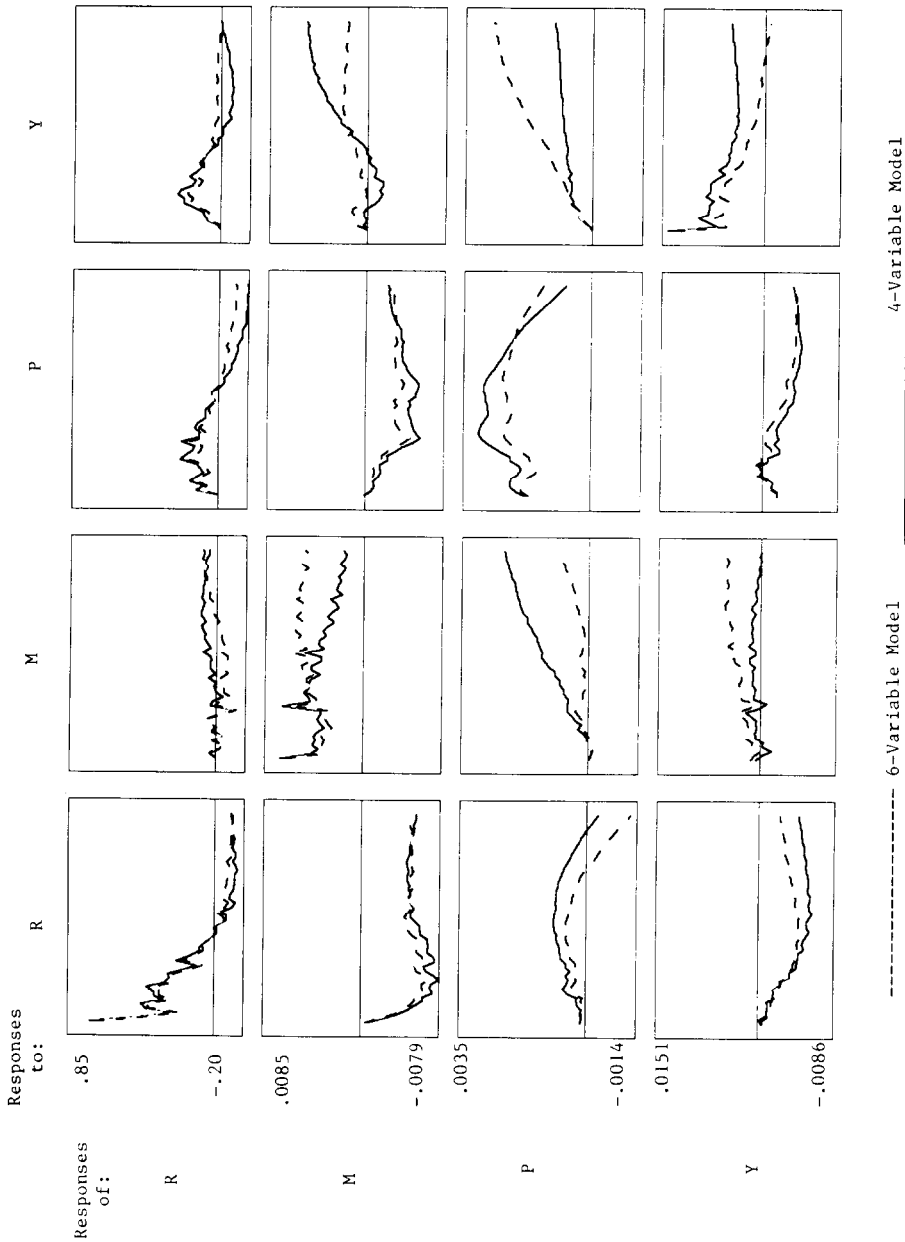 Responses
to:
R
M
P
Y
Responses
of:
R
.85
-.20
M
.0085
-.0079
P
.0035
-.0014
Y
.0151
-.0086
6-Variable Model
4-Variable Model